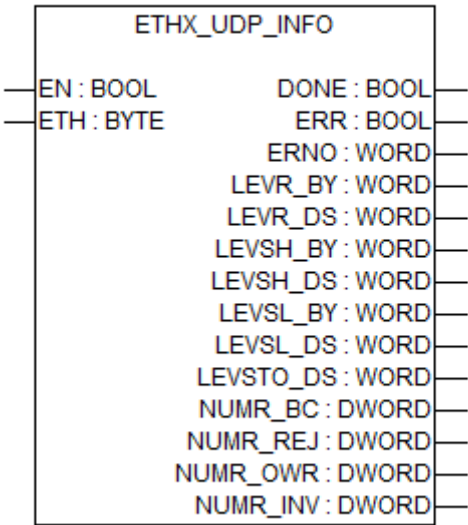 ETHX_UDP_INFO
EN : BOOL DONE : BOOL
ETH : BYTE ERR : BOOL
ERNO : WORD
LEVR_BY : WORD
LEVR_DS : WORD
LEVSH_BY : WORD
LEVSH_DS : WORD
LEVSL_BY : WORD
LEVSL_DS : WORD
LEVSTO_DS : WORD
NUMR_BC : DWORD
NUMR_REJ : DWORD
NUMR_OWR : DWORD
NUMR_INV : DWORD